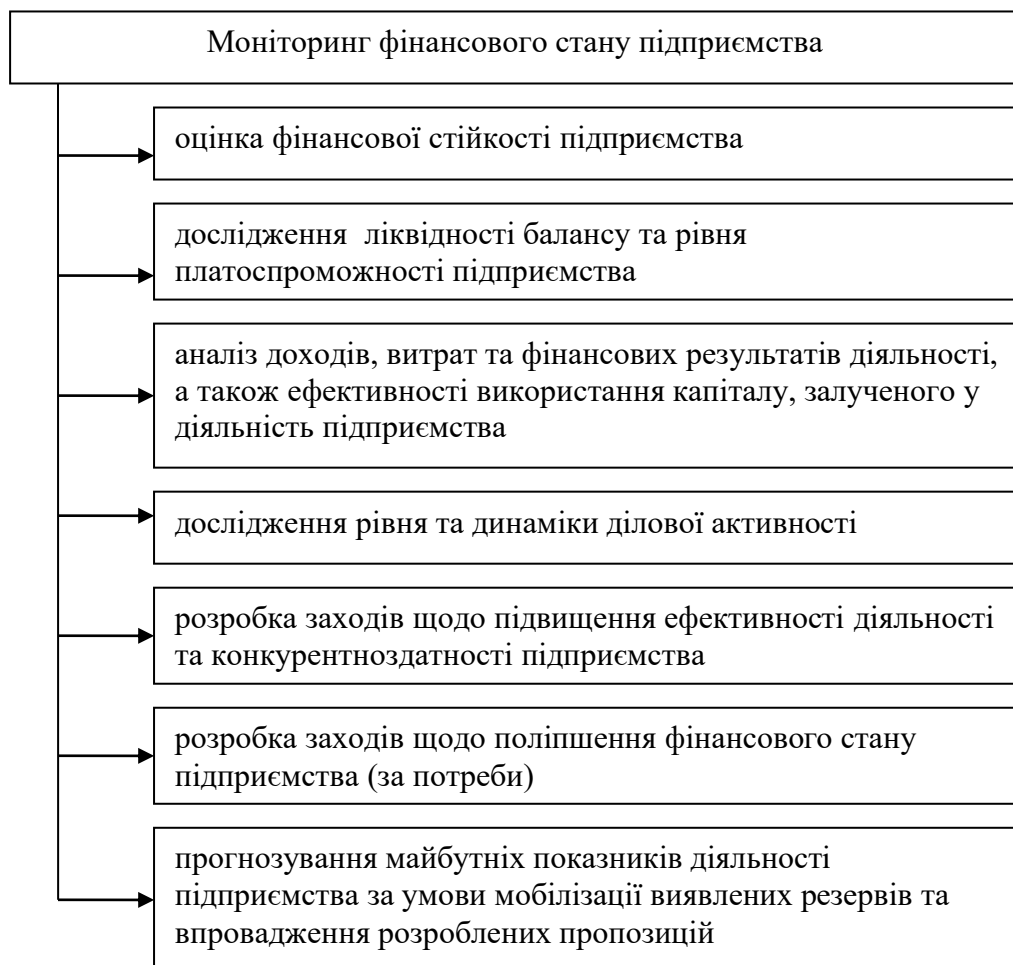 Моніторинг фінансового стану підприємства
оцінка фінансової стійкості підприємства
дослідження ліквідності балансу та рівня
платоспроможності підприємства
аналіз доходів, витрат та фінансових результатів діяльності,
а також ефективності використання капіталу, залученого у
діяльність підприємства
дослідження рівня та динаміки ділової активності
розробка заходів щодо підвищення ефективності діяльності
та конкурентноздатності підприємства
розробка заходів щодо поліпшення фінансового стану
підприємства (за потреби)
прогнозування майбутніх показників діяльності
підприємства за умови мобілізації виявлених резервів та
впровадження розроблених пропозицій